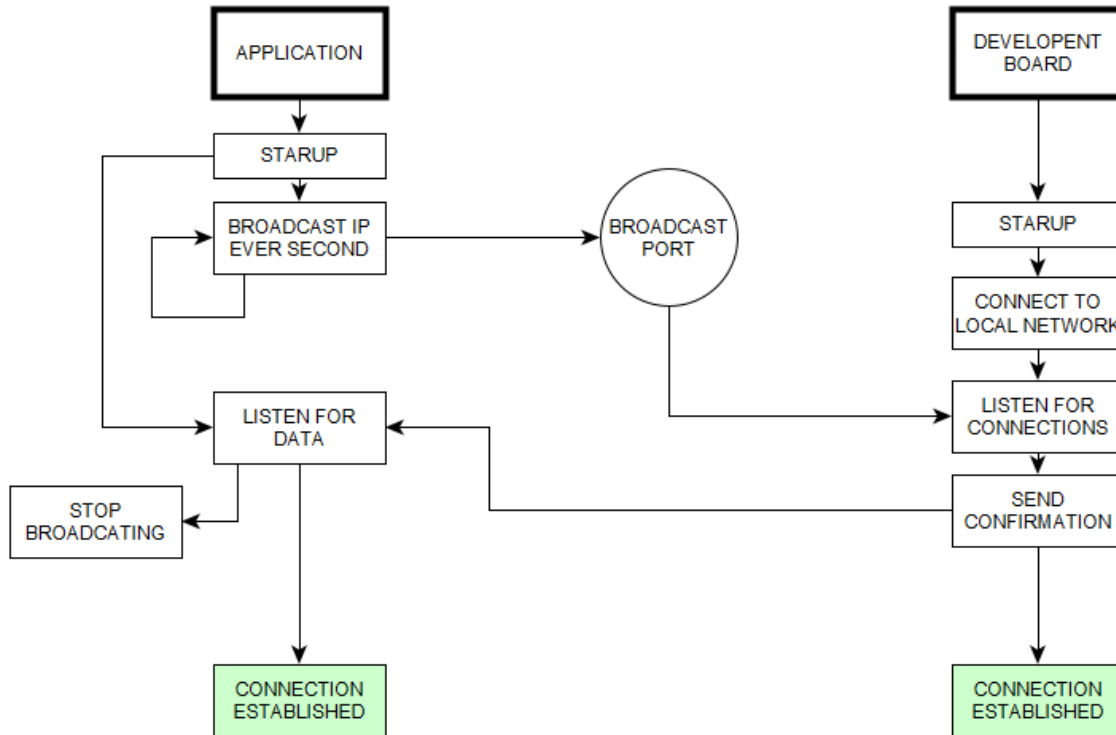 APPLICATION
DEVELOPENT
BOARD
STARUP
BROADCAST IP
EVER SECOND
BROADCAST
PORT
STARUP
CONNECT TO
LOCAL NETWORK
LISTEN FOR
DATA
LISTEN FOR
CONNECTIONS
STOP
BROADCATING
SEND
CONFIRMATION
CONNECTION
ESTABLISHED
CONNECTION
ESTABLISHED